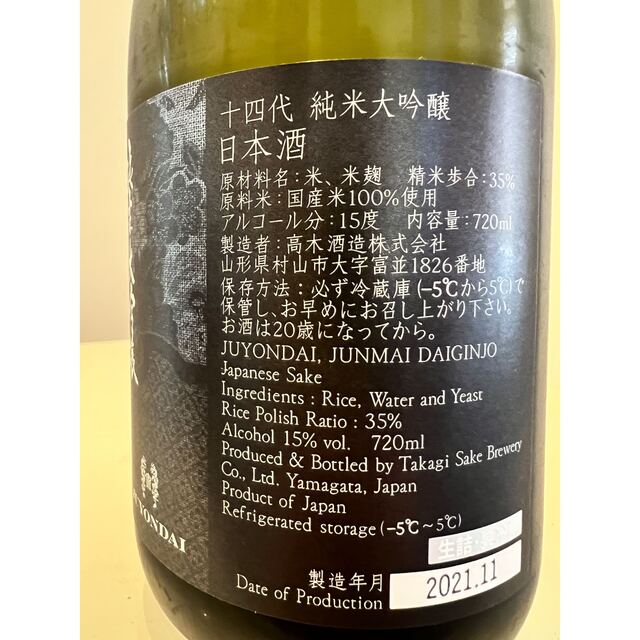 十四代 純米大吟醸
日本酒
原材料名：米、米麹　精米歩合：35%
原料米：国産米100%使用
アルコール分：15度　内容量：720ml
製造者：高木酒造株式会社
山形県村山市大字富並1826番地
保存方法：必ず冷蔵庫(−5℃から5℃)で
保管し、お早めにお召し上がり下さい。
お酒は20歳になってから。
JUYONDAI, JUNMAI DAIGINJO
Japanese Sake
Ingredients : Rice, Water and Yeast
Rice Polish Ratio : 35%
Alcohol 15% vol.　720ml
Produced & Bottled by Takagi Sake Brewery
Co., Ltd. Yamagata, Japan
Product of Japan
Refrigerated storage (−5℃～5℃)
生詰
製造年月
Date of Production
2021.11
YONDAI